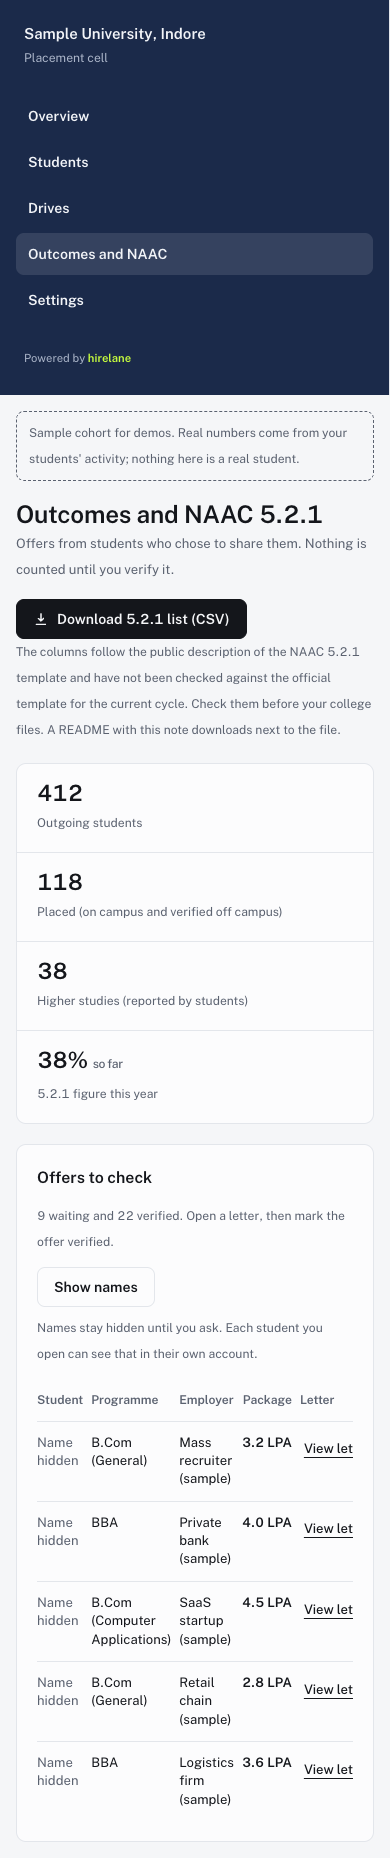 Sample University, Indore
Placement cell
Overview
Students
Drives
Outcomes and NAAC
Settings
Powered by hirelane
Sample cohort for demos. Real numbers come from your
students' activity; nothing here is a real student.
Outcomes and NAAC 5.2.1
Offers from students who chose to share them. Nothing is
counted until you verify it.
Download 5.2.1 list (CSV)
The columns follow the public description of the NAAC 5.2.1
template and have not been checked against the official
template for the current cycle. Check them before your college
files. A README with this note downloads next to the file.
412
Outgoing students
118
Placed (on campus and verified off campus)
38
Higher studies (reported by students)
38% so far
5.2.1 figure this year
Offers to check
9 waiting and 22 verified. Open a letter, then mark the
offer verified.
Show names
Names stay hidden until you ask. Each student you
open can see that in their own account.
Student Programme Employer Package Letter
Name B.Com Mass 3.2 LPA View let
hidden (General) recruiter
(sample)
Name BBA Private 4.0 LPA View let
hidden bank
(sample)
Name B.Com SaaS 4.5 LPA View let
hidden (Computer startup
Applications) (sample)
Name B.Com Retail 2.8 LPA View let
hidden (General) chain
(sample)
Name BBA Logistics 3.6 LPA View let
hidden firm
(sample)